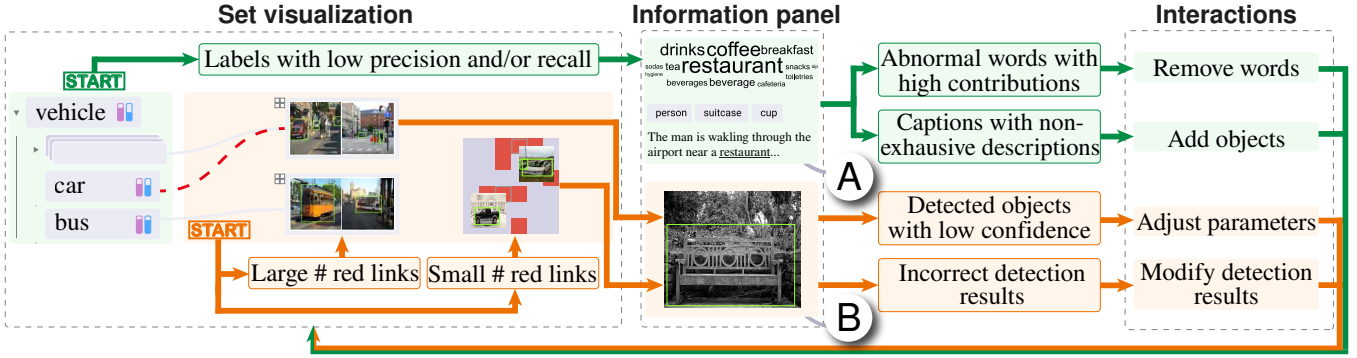 Set visualization
Information panel
Interactions
Labels with low precision and/or recall
START
vehicle
car
bus
START
Large # red links
Small # red links
drinks coffee breakfast
sodas tea restaurant snacks sip
hygiene toiletries
beverages beverage cafeteria
person suitcase cup
The man is wakling through the
airport near a restaurant...
A
B
Abnormal words with
high contributions
Captions with non-
exhausive descriptions
Detected objects
with low confidence
Incorrect detection
results
Remove words
Add objects
Adjust parameters
Modify detection
results